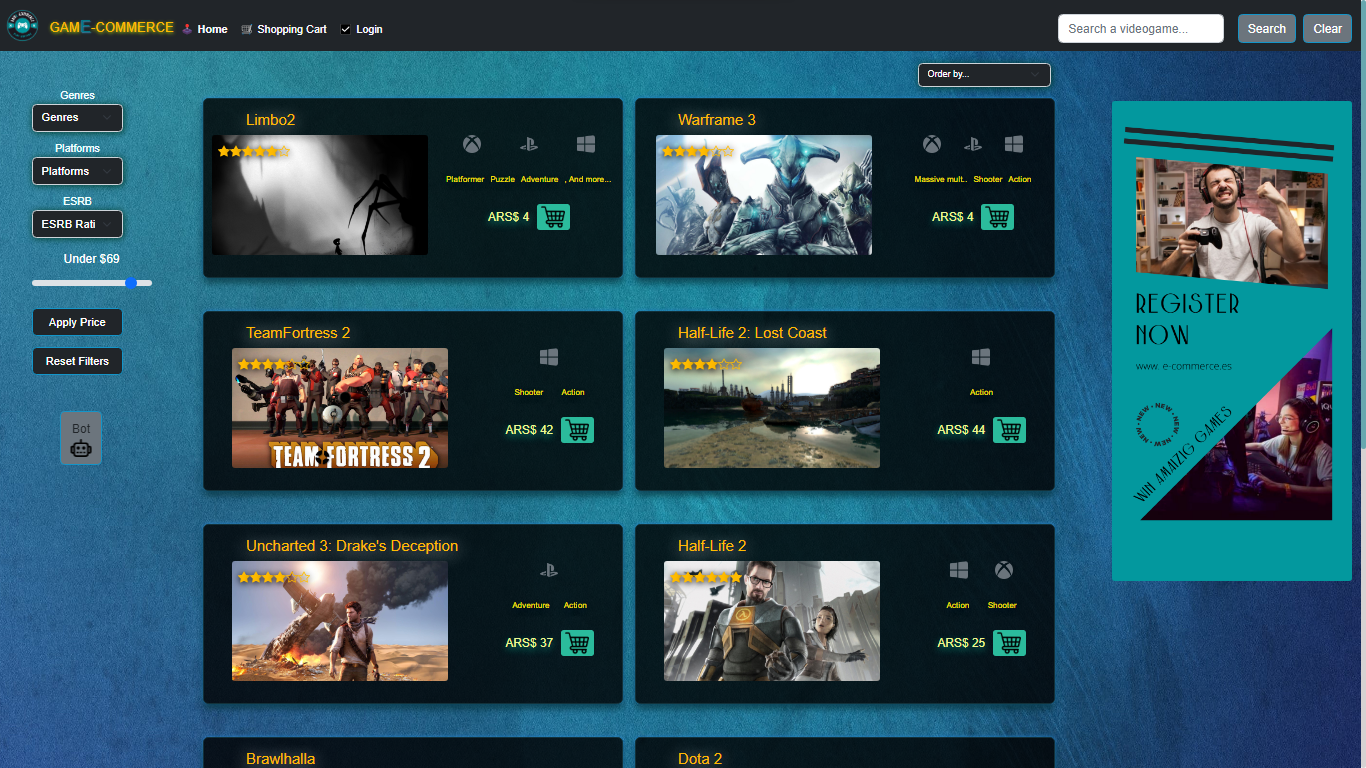 GAME-COMMERCE
Home
Shopping Cart
Login
Search a videogame...
Search
Clear
Order by...
Genres
Genres
Platforms
Platforms
ESRB
ESRB Rati
Under $69
Apply Price
Reset Filters
Bot
Limbo2
Platformer Puzzle Adventure , And more...
ARS$ 4
Warframe 3
Massive mult.. Shooter Action
ARS$ 4
TeamFortress 2
TEAM FORTRESS 2
Shooter Action
ARS$ 42
Half-Life 2: Lost Coast
Action
ARS$ 44
Uncharted 3: Drake's Deception
Adventure Action
ARS$ 37
Half-Life 2
Action Shooter
ARS$ 25
Brawlhalla
Dota 2
REGISTER
NOW
www. e-commerce.es
NEW • NEW • NEW • NEW • NEW •
WIN AMAIZIG GAMES